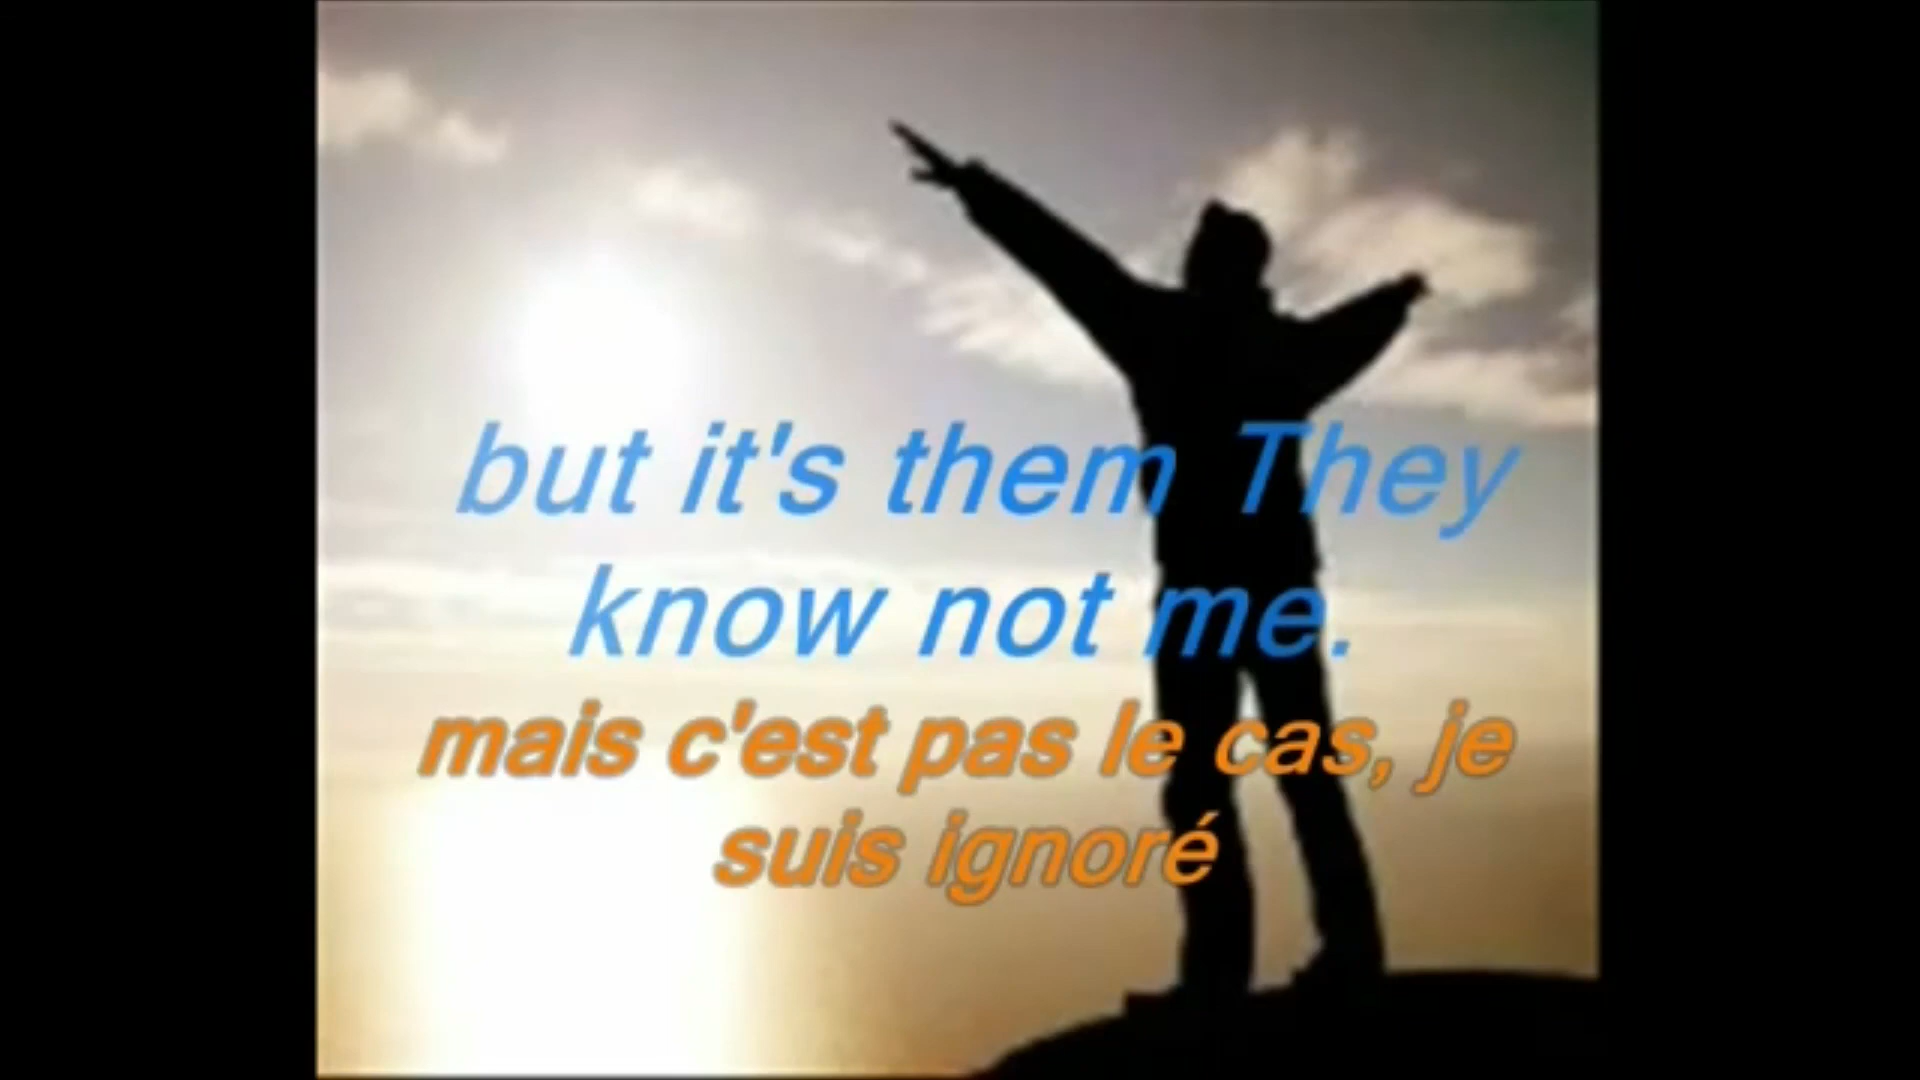 but it's them They
know not me.
mais c'est pas le cas, je
suis ignoré